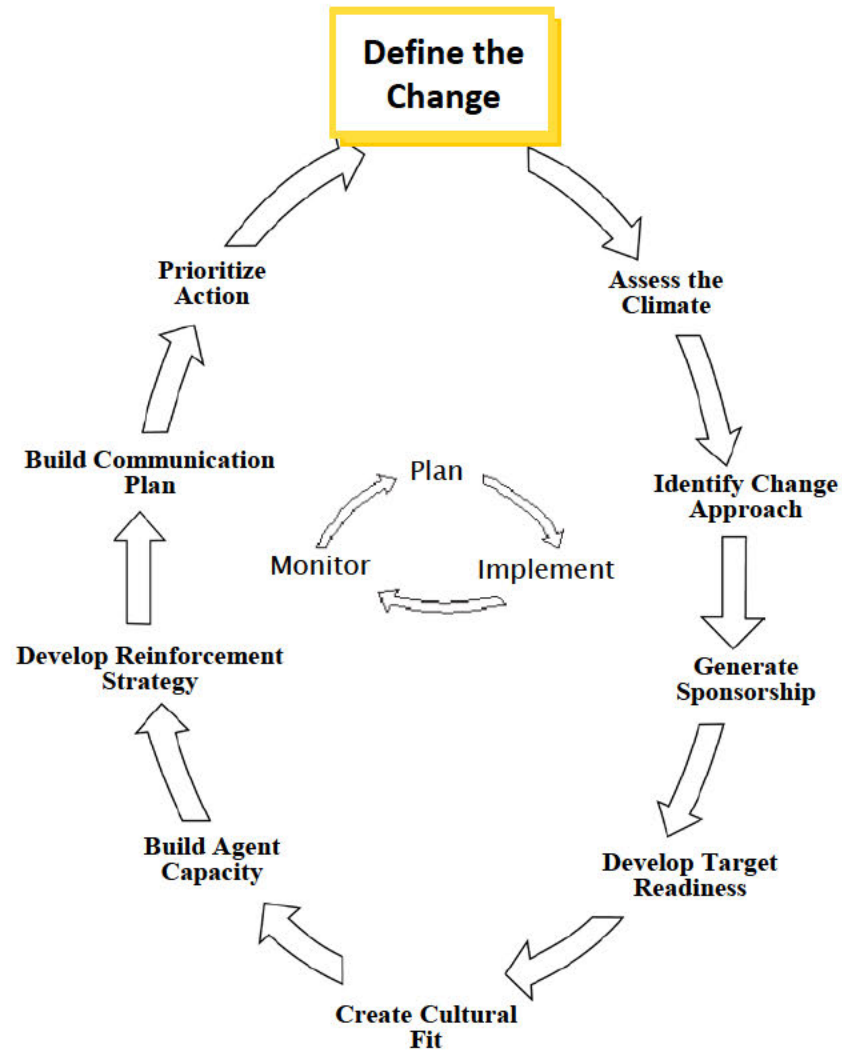 Define the
Change
Assess the
Climate
Identify Change
Approach
Generate
Sponsorship
Develop Target
Readiness
Create Cultural
Fit
Build Agent
Capacity
Develop Reinforcement
Strategy
Build Communication
Plan
Prioritize
Action
Plan
Implement
Monitor